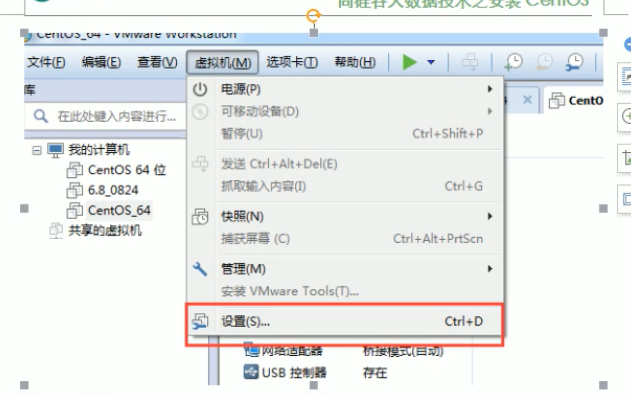 尚硅谷大数据技术之安装 CentOS
CentOS_64 - VMware Workstation
文件(F) 编辑(E) 查看(V) 虚拟机(M) 选项卡(T) 帮助(H)
库
在此处键入内容进行...
我的计算机
CentOS 64 位
6.8_0824
CentOS_64
共享的虚拟机
电源(P)
可移动设备(D)
暂停(U) Ctrl+Shift+P
发送 Ctrl+Alt+Del(E)
抓取输入内容(I) Ctrl+G
快照(N)
捕获屏幕 (C) Ctrl+Alt+PrtScn
管理(M)
安装 VMware Tools(T)...
设置(S)... Ctrl+D
CentO
网络适配器 桥接模式(自动)
USB 控制器 存在